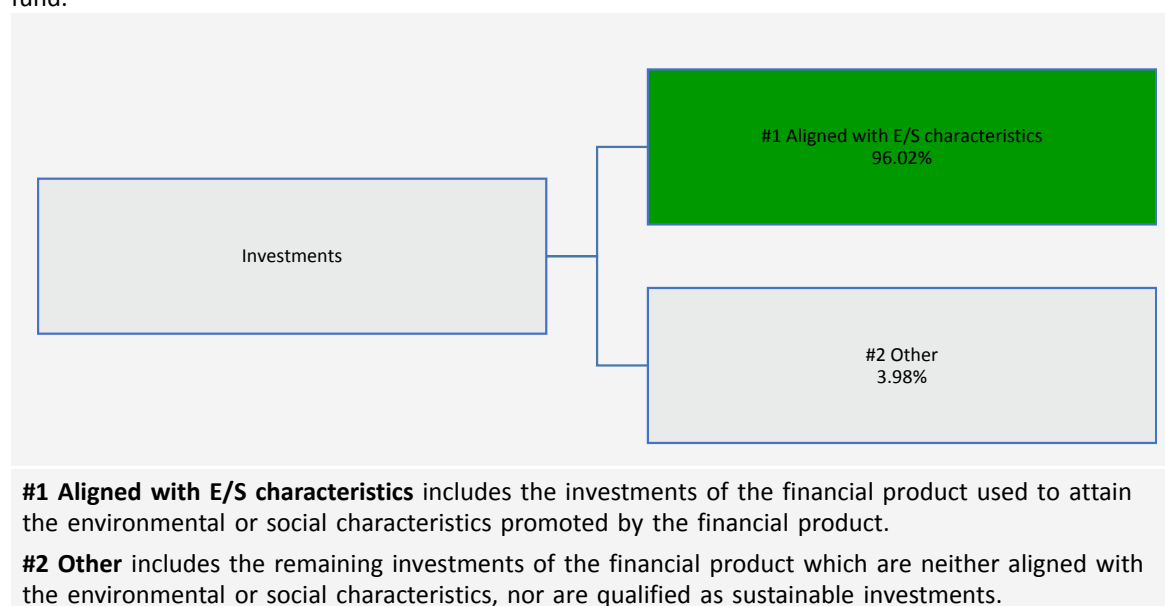 fund.
#1 Aligned with E/S characteristics
96.02%
Investments
#2 Other
3.98%
#1 Aligned with E/S characteristics includes the investments of the financial product used to attain
the environmental or social characteristics promoted by the financial product.
#2 Other includes the remaining investments of the financial product which are neither aligned with
the environmental or social characteristics, nor are qualified as sustainable investments.